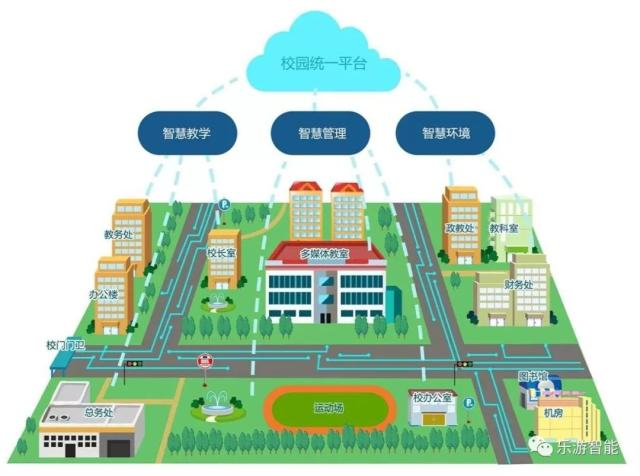 校园统一平台
智慧教学
智慧管理
智慧环境
P
教务处
校长室
多媒体教室
政教处
教科室
办公楼
财务处
校门门卫
图书馆
总务处
运动场
校办公室
P
机房
乐游智能